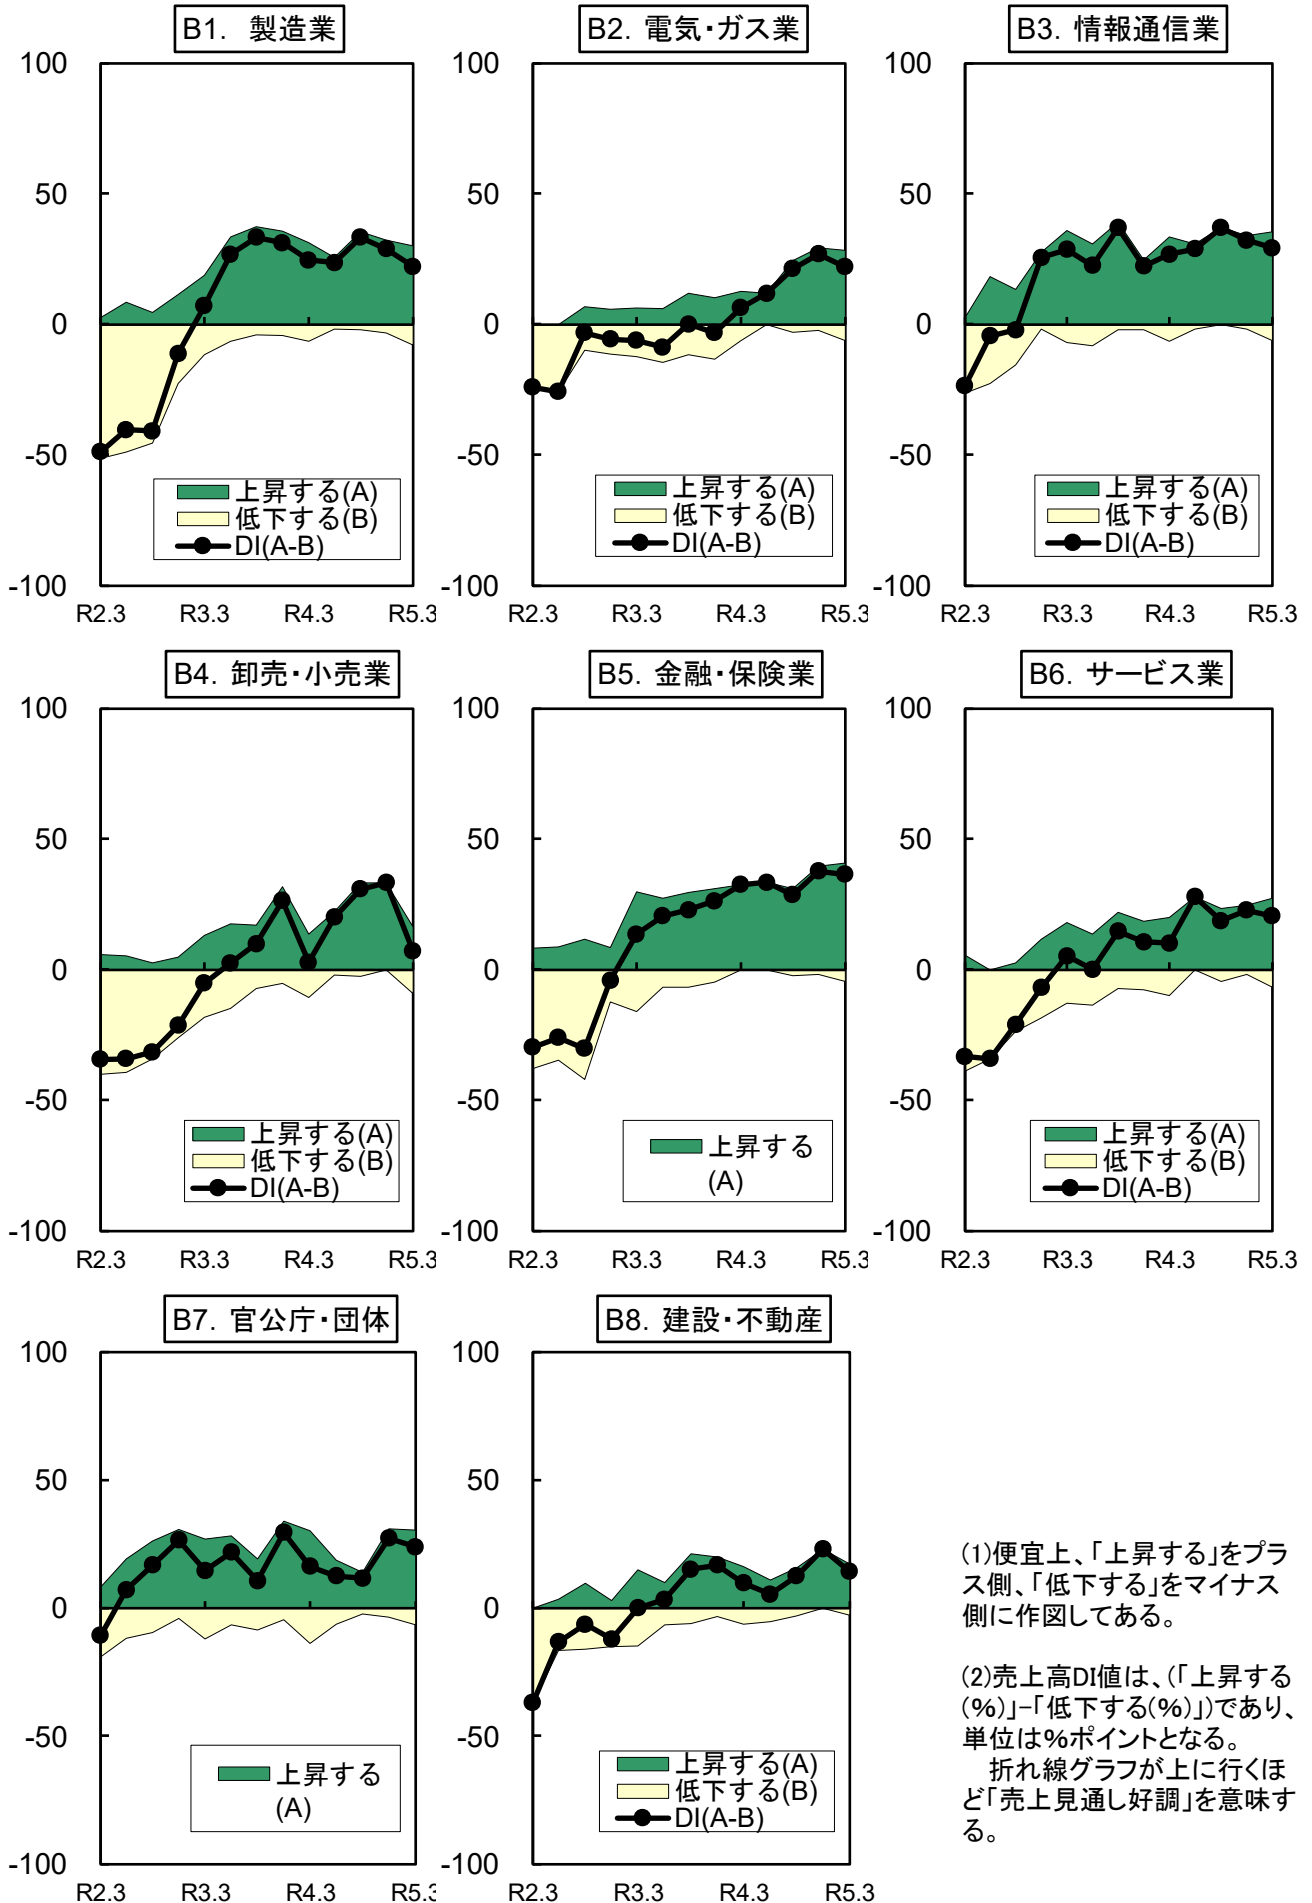 B1. 製造業
100
50
0
-50
-100
上昇する(A)
低下する(B)
DI(A-B)
R2.3 R3.3 R4.3 R5.3
B2. 電気・ガス業
100
50
0
-50
-100
上昇する(A)
低下する(B)
DI(A-B)
R2.3 R3.3 R4.3 R5.3
B3. 情報通信業
100
50
0
-50
-100
上昇する(A)
低下する(B)
DI(A-B)
R2.3 R3.3 R4.3 R5.3
B4. 卸売・小売業
100
50
0
-50
-100
上昇する(A)
低下する(B)
DI(A-B)
R2.3 R3.3 R4.3 R5.3
B5. 金融・保険業
100
50
0
-50
-100
上昇する
(A)
R2.3 R3.3 R4.3 R5.3
B6. サービス業
100
50
0
-50
-100
上昇する(A)
低下する(B)
DI(A-B)
R2.3 R3.3 R4.3 R5.3
B7. 官公庁・団体
100
50
0
-50
-100
上昇する
(A)
R2.3 R3.3 R4.3 R5.3
B8. 建設・不動産
100
50
0
-50
-100
上昇する(A)
低下する(B)
DI(A-B)
R2.3 R3.3 R4.3 R5.3
(1)便宜上、「上昇する」をプラ
ス側、「低下する」をマイナス
側に作図してある。
(2)売上高DI値は、(「上昇する
(%)」-「低下する(%)」)であり、
単位は%ポイントとなる。
　折れ線グラフが上に行くほ
ど「売上見通し好調」を意味す
る。